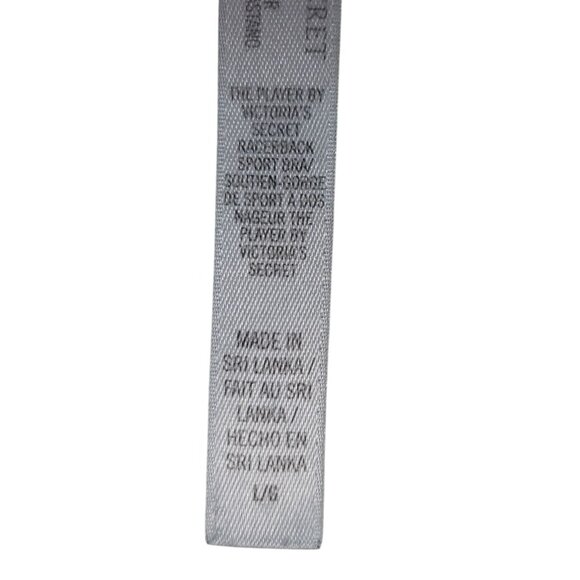 RET
R
STANO
THE PLAYER BY
VICTORIA'S
SECRET
RACERBACK
SPORT BRA/
SOUTIEN-GORGE
DE SPORT À DOS
NAGEUR THE
PLAYER BY
VICTORIA'S
SECRET
MADE IN
SRI LANKA /
FAIT AU SRI
LANKA /
HECHO EN
SRI LANKA
L/G